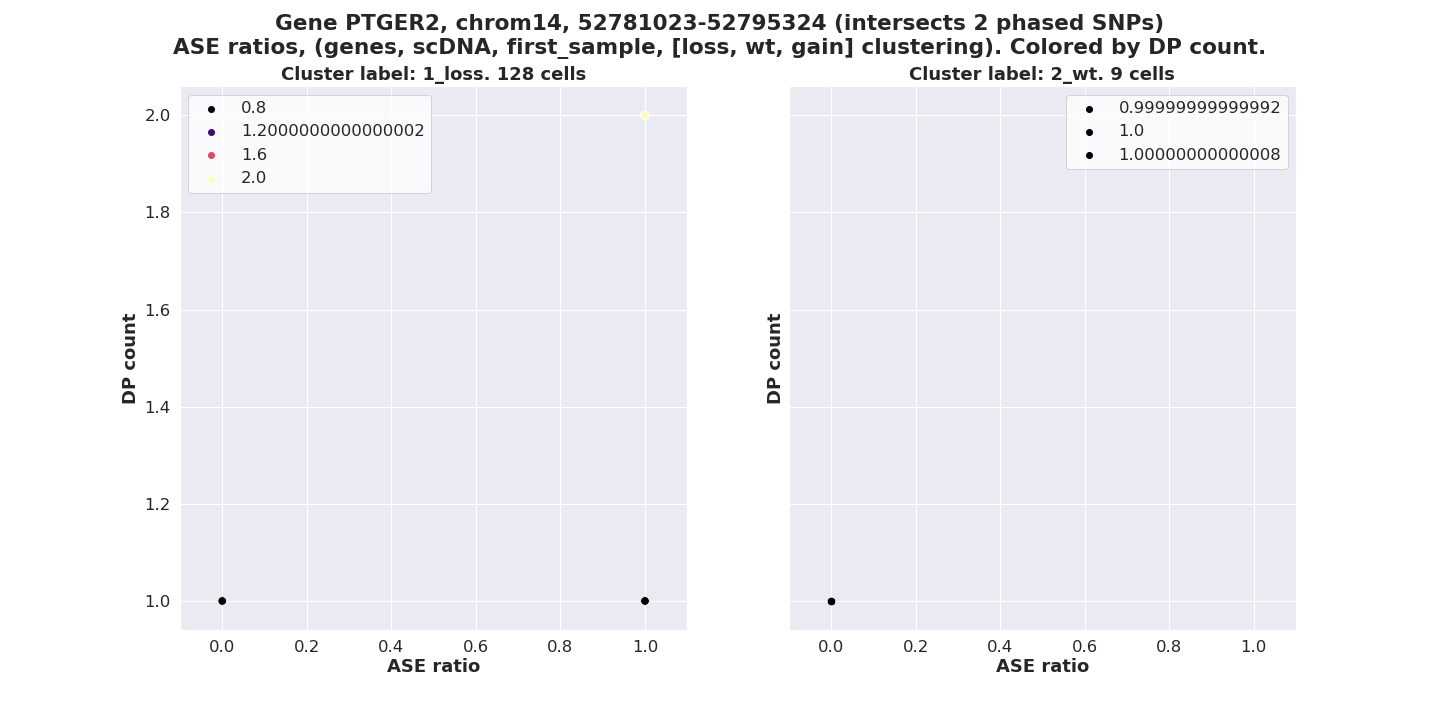 Gene PTGER2, chrom14, 52781023-52795324 (intersects 2 phased SNPs)
ASE ratios, (genes, scDNA, first_sample, [loss, wt, gain] clustering). Colored by DP count.
Cluster label: 1_loss. 128 cells
0.8
1.2000000000000002
1.6
2.0
DP count
2.0
1.8
1.6
1.4
1.2
1.0
0.0 0.2 0.4 0.6 0.8 1.0
ASE ratio
Cluster label: 2_wt. 9 cells
0.99999999999992
1.0
1.00000000000008
DP count
0.0 0.2 0.4 0.6 0.8 1.0
ASE ratio